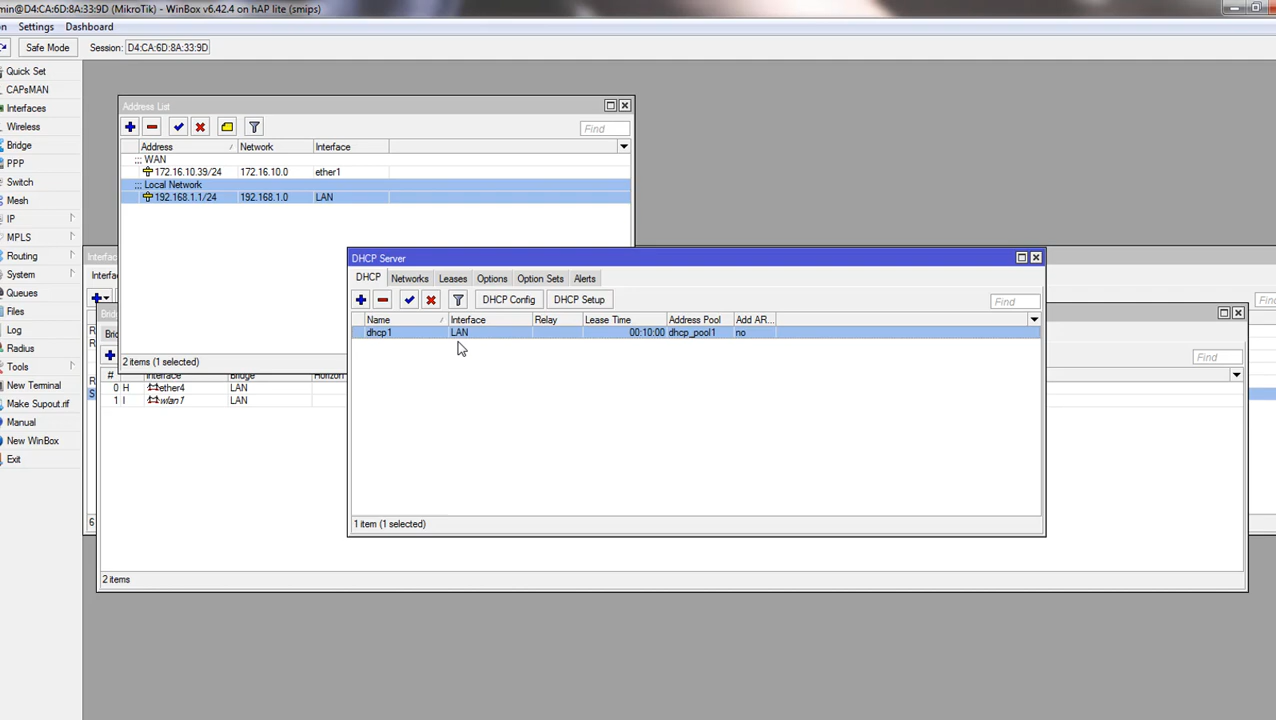 min@D4:CA:6D:8A:33:9D (MikroTik) - WinBox v6.42.4 on hAP lite (smips)
Settings Dashboard
Safe Mode Session: D4:CA:6D:8A:33:9D
Quick Set
CAPsMAN
Interfaces
Wireless
Bridge
PPP
Switch
Mesh
IP
MPLS
Routing
System
Queues
Files
Log
Radius
Tools
New Terminal
Make Supout.rif
Manual
New WinBox
Exit
Address List
Find
Address Network Interface
;;; WAN
172.16.10.39/24 172.16.10.0 ether1
;;; Local Network
192.168.1.1/24 192.168.1.0 LAN
2 items (1 selected)
DHCP Server
DHCP Networks Leases Options Option Sets Alerts
DHCP Config DHCP Setup Find
Name Interface Relay Lease Time Address Pool Add AR...
dhcp1 LAN 00:10:00 dhcp_pool1 no
1 item (1 selected)
Find
Find
# Interface Bridge Horizon
0 H ether4 LAN
1 I wlan1 LAN
2 items